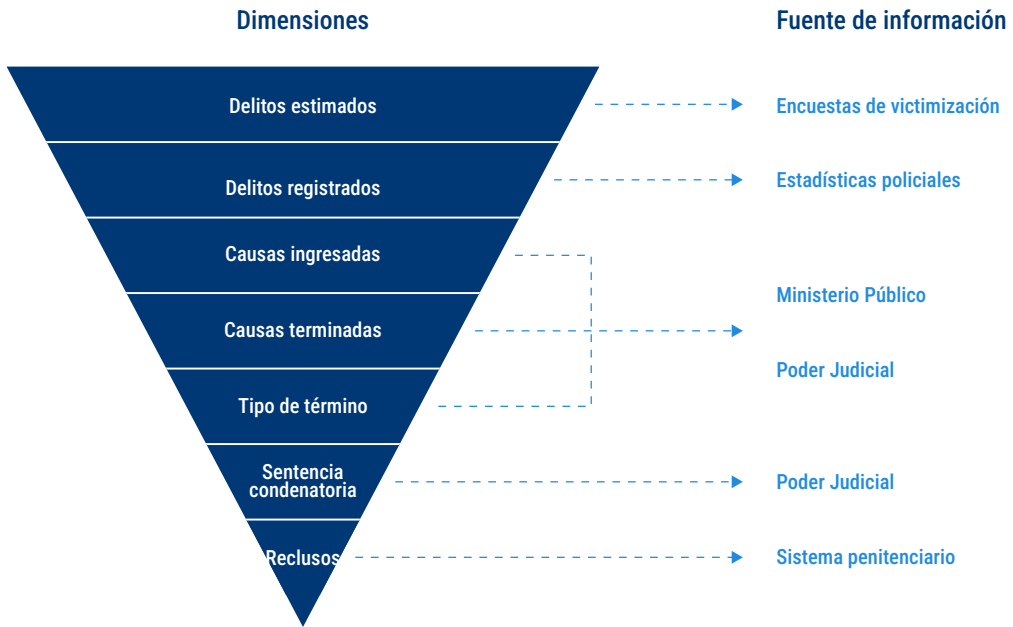 Dimensiones
Fuente de información
Delitos estimados
Encuestas de victimización
Delitos registrados
Estadísticas policiales
Causas ingresadas
Ministerio Público
Causas terminadas
Poder Judicial
Tipo de término
Sentencia
condenatoria
Poder Judicial
Reclusos
Sistema penitenciario